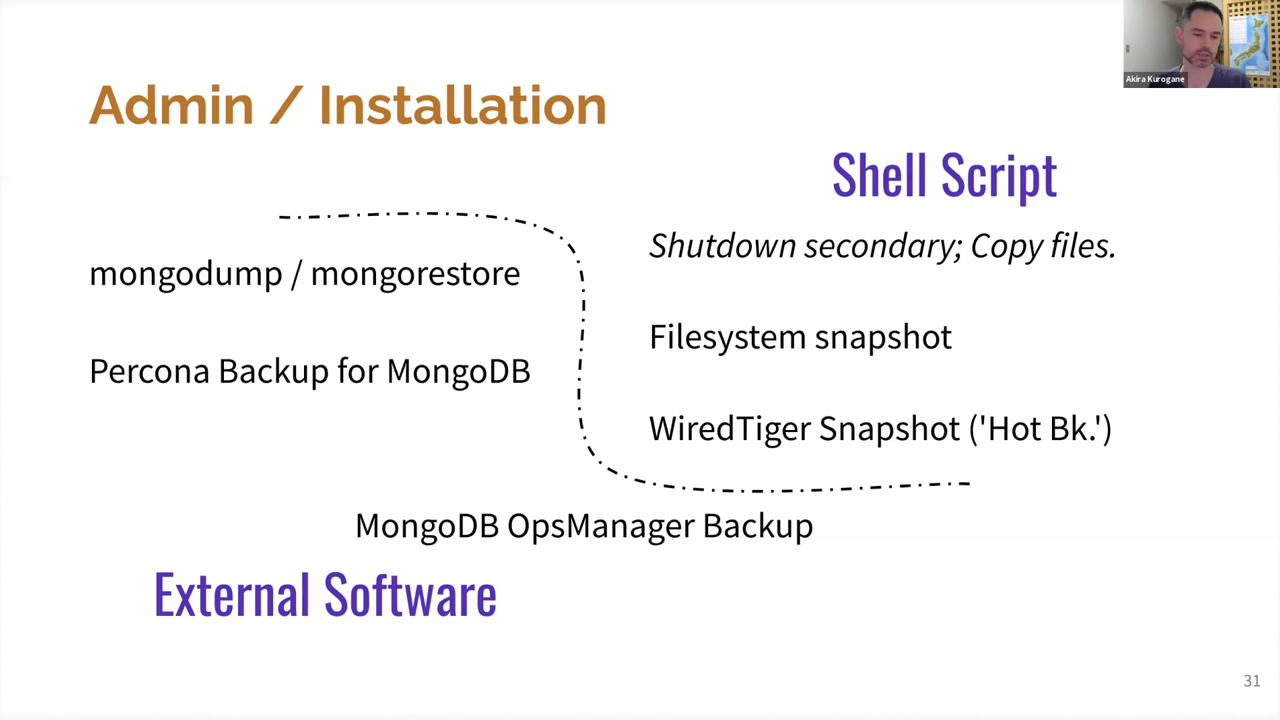 Akira Kurogane
Admin / Installation
Shell Script
Shutdown secondary; Copy files.
mongodump / mongorestore
Filesystem snapshot
Percona Backup for MongoDB
WiredTiger Snapshot ('Hot Bk.')
MongoDB OpsManager Backup
External Software
31